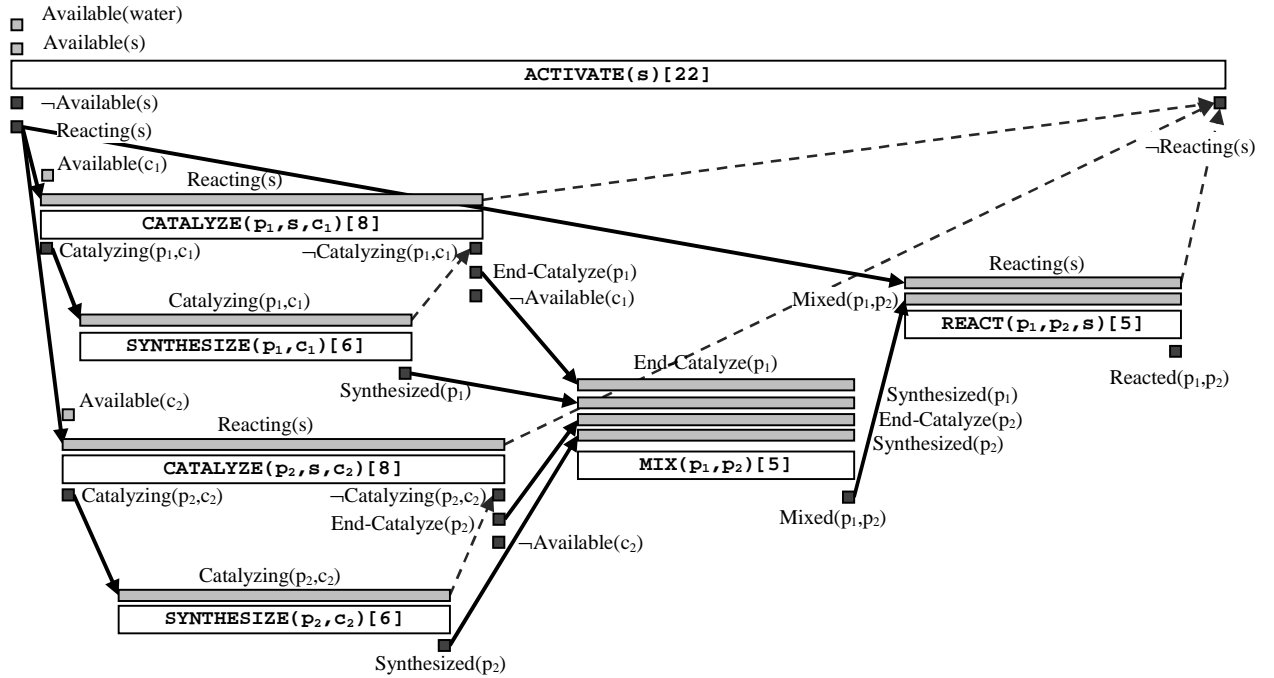 Available(water)
Available(s)
ACTIVATE(s)[22]
¬Available(s)
Reacting(s)
¬Reacting(s)
Available(c₁)
Reacting(s)
CATALYZE(p₁,s,c₁)[8]
Catalyzing(p₁,c₁)
¬Catalyzing(p₁,c₁)
End-Catalyze(p₁)
¬Available(c₁)
Reacting(s)
Mixed(p₁,p₂)
REACT(p₁,p₂,s)[5]
Reacted(p₁,p₂)
Catalyzing(p₁,c₁)
SYNTHESIZE(p₁,c₁)[6]
Synthesized(p₁)
End-Catalyze(p₁)
Synthesized(p₁)
End-Catalyze(p₂)
Synthesized(p₂)
MIX(p₁,p₂)[5]
Mixed(p₁,p₂)
Available(c₂)
Reacting(s)
CATALYZE(p₂,s,c₂)[8]
Catalyzing(p₂,c₂)
¬Catalyzing(p₂,c₂)
End-Catalyze(p₂)
¬Available(c₂)
Catalyzing(p₂,c₂)
SYNTHESIZE(p₂,c₂)[6]
Synthesized(p₂)